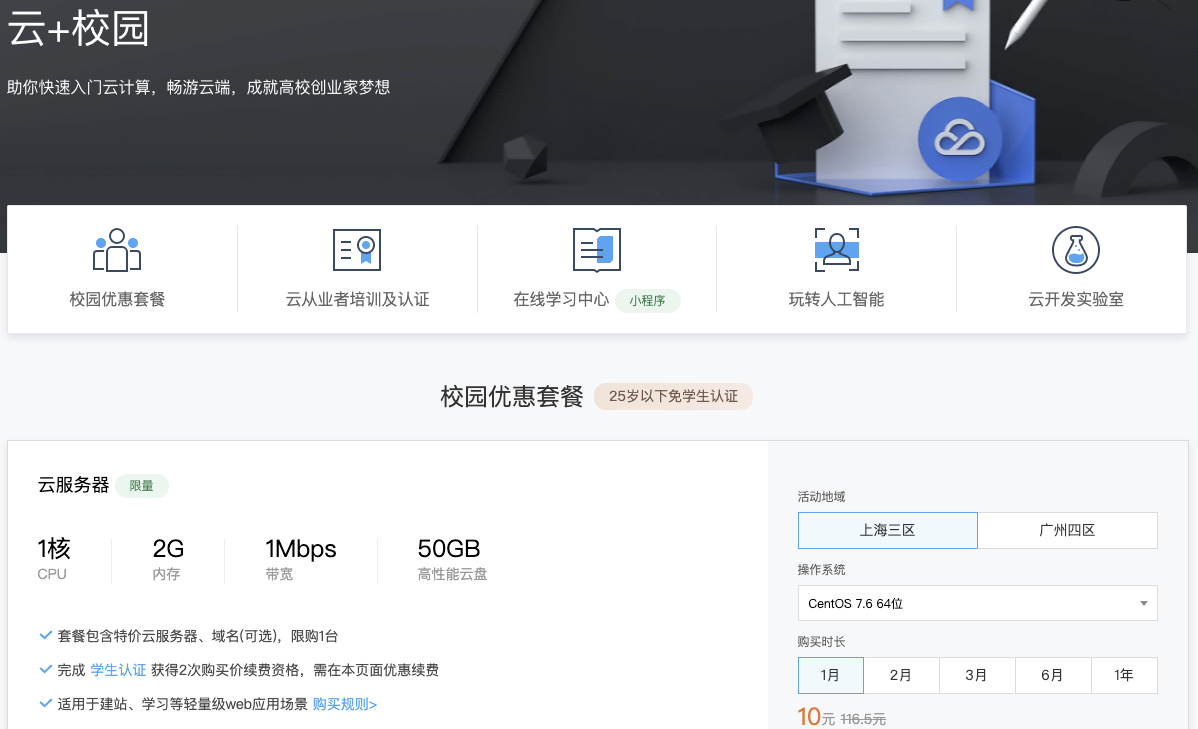 云+校园
助你快速入门云计算，畅游云端，成就高校创业家梦想
校园优惠套餐
云从业者培训及认证
在线学习中心 小程序
玩转人工智能
云开发实验室
校园优惠套餐 25岁以下免学生认证
云服务器 限量
1核 2G 1Mbps 50GB
CPU 内存 带宽 高性能云盘
套餐包含特价云服务器、域名(可选)，限购1台
完成 学生认证 获得2次购买价续费资格，需在本页面优惠续费
适用于建站、学习等轻量级web应用场景 购买规则>
活动地域
上海三区 广州四区
操作系统
CentOS 7.6 64位
购买时长
1月 2月 3月 6月 1年
10元 116.5元